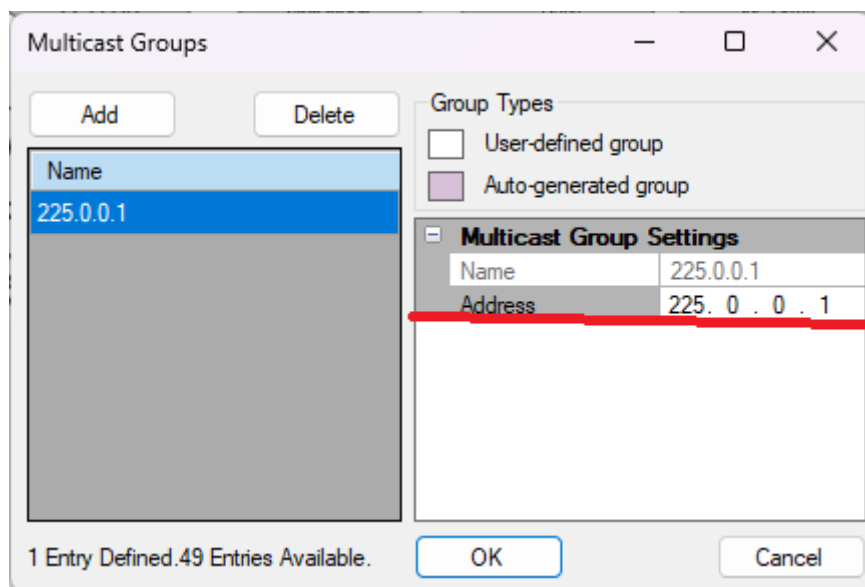 Multicast Groups
Add
Delete
Name
225.0.0.1
Group Types
User-defined group
Auto-generated group
Multicast Group Settings
Name 225.0.0.1
Address 225. 0 . 0 . 1
1 Entry Defined.49 Entries Available.
OK
Cancel